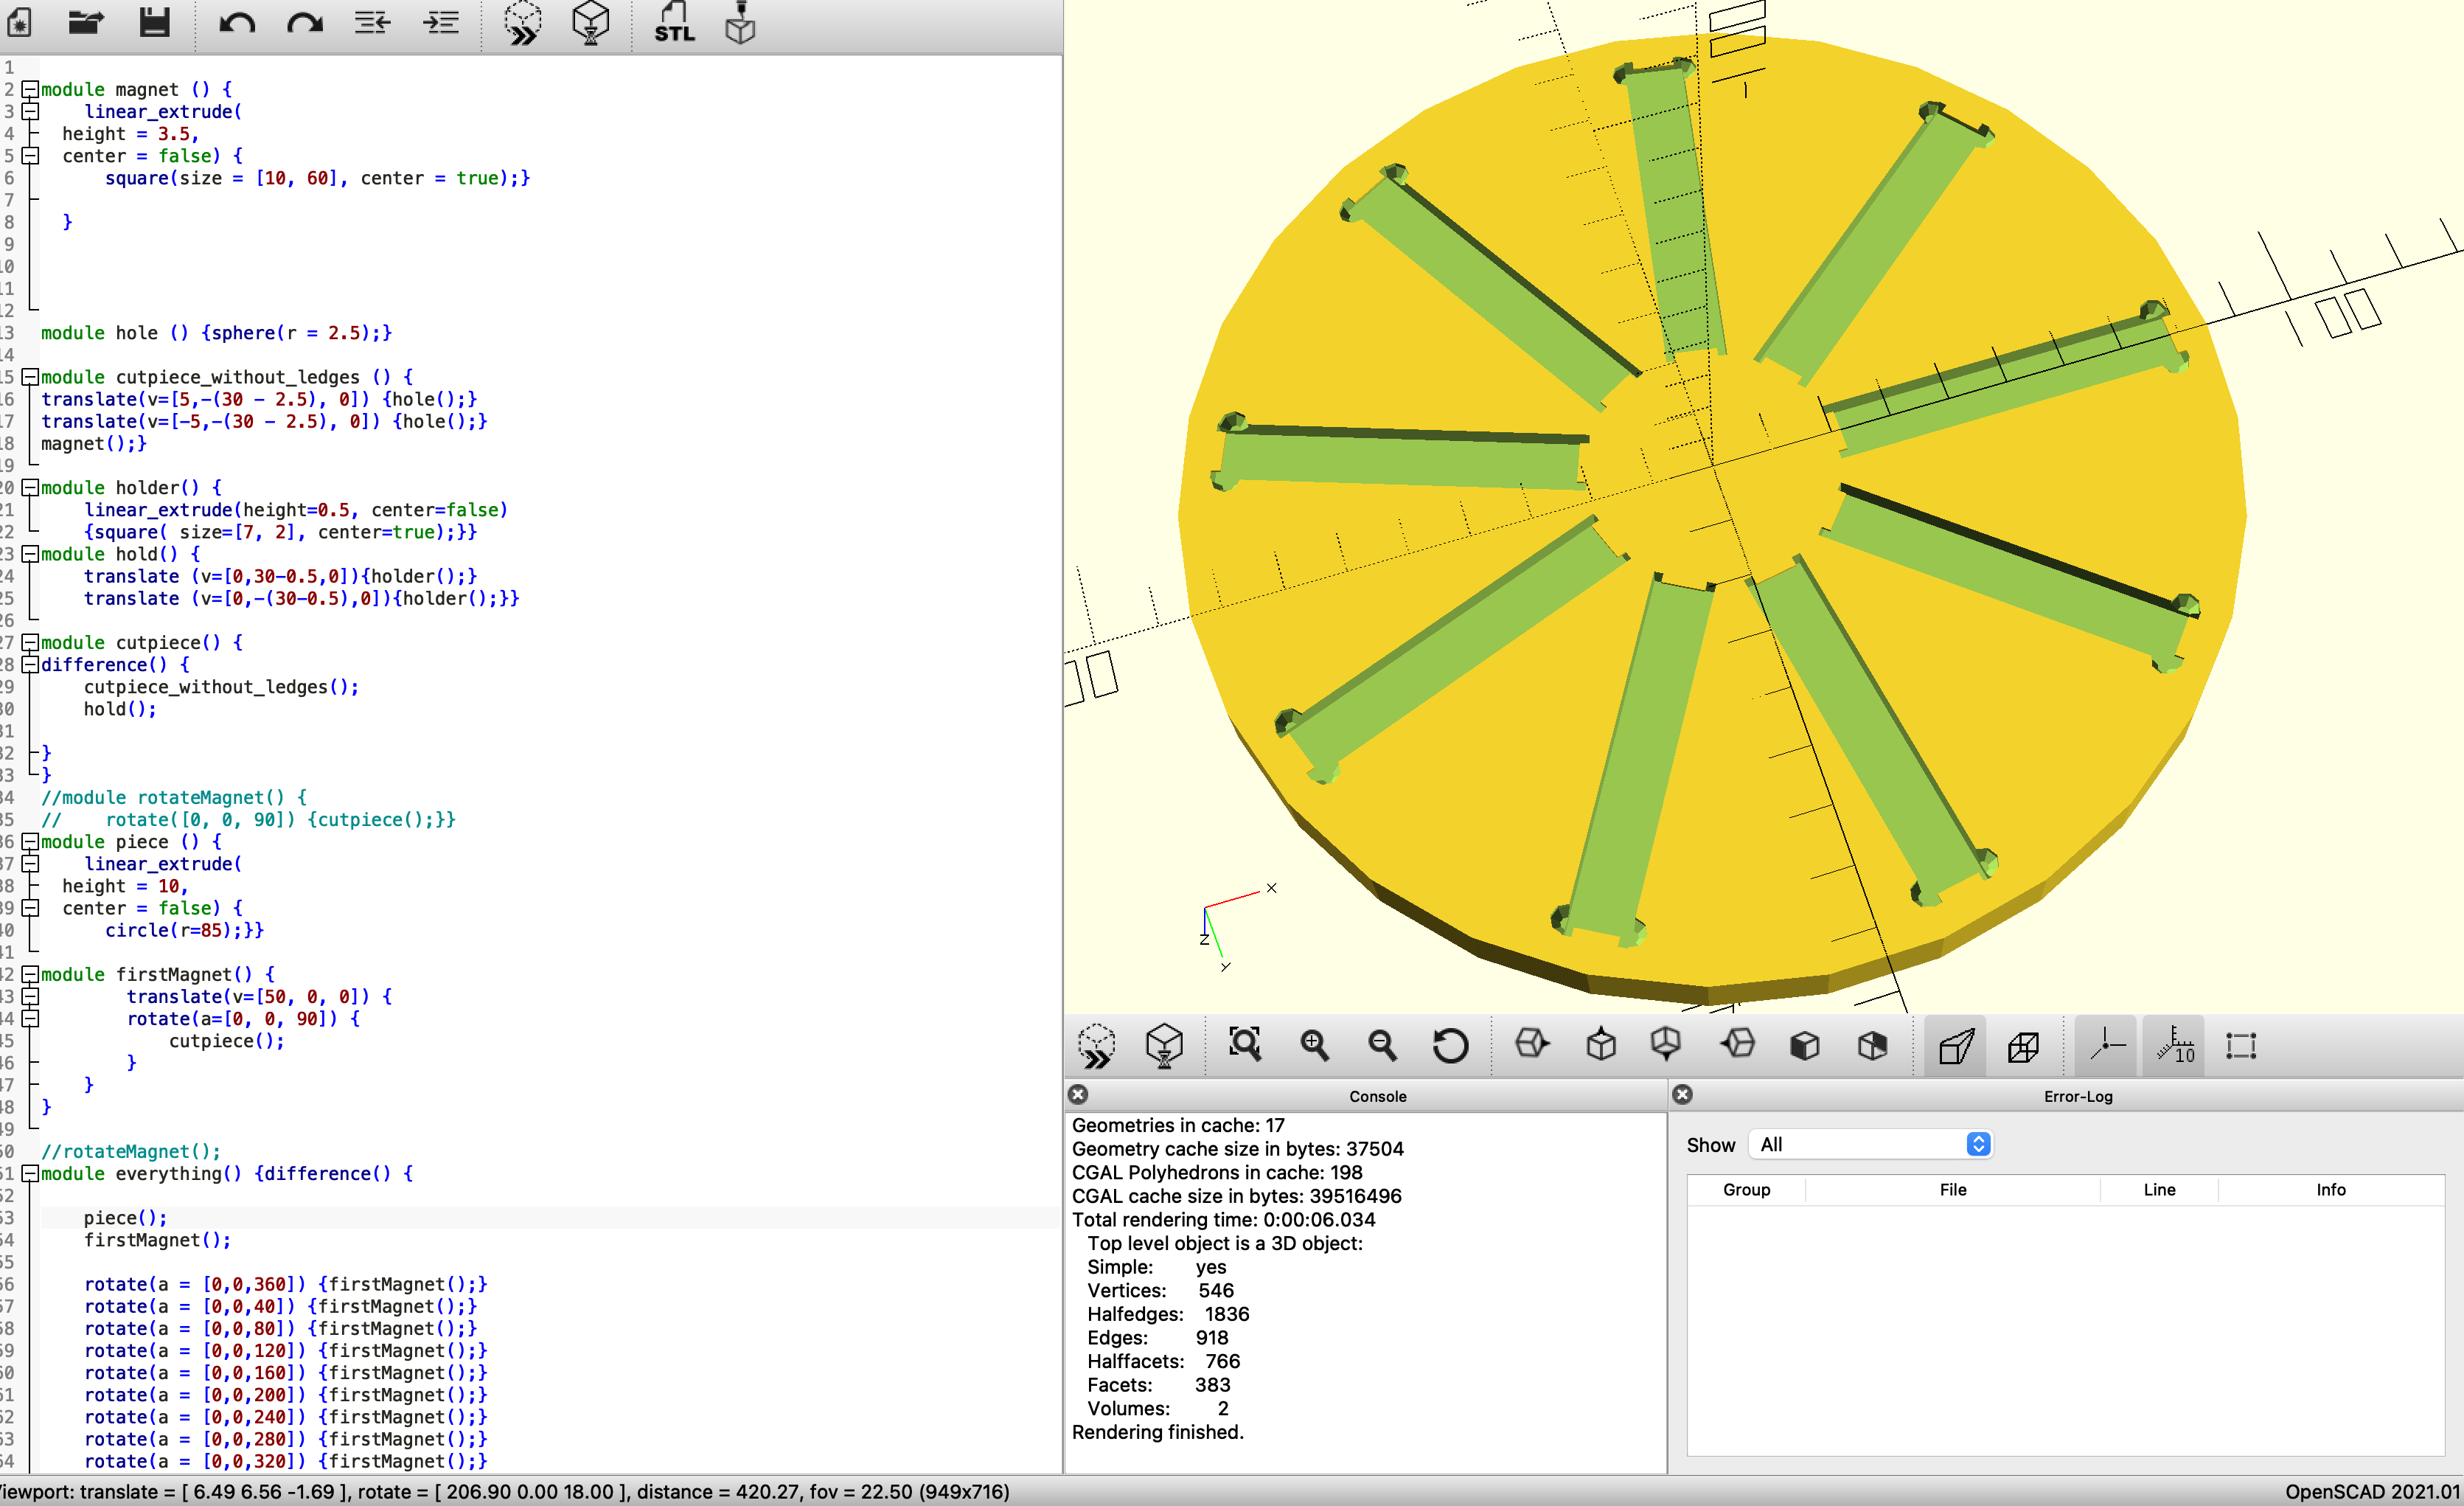 STL
1
2 module magnet () {
3 linear_extrude(
4 height = 3.5,
5 center = false) {
6 square(size = [10, 60], center = true);}
7
8 }
9
10
11
12
13 module hole () {sphere(r = 2.5);}
14
15 module cutpiece_without_ledges () {
16 translate(v=[5,-(30 - 2.5), 0]) {hole();}
17 translate(v=[-5,-(30 - 2.5), 0]) {hole();}
18 magnet();}
19
20 module holder() {
21 linear_extrude(height=0.5, center=false)
22 {square( size=[7, 2], center=true);}}
23 module hold() {
24 translate (v=[0,30-0.5,0]){holder();}
25 translate (v=[0,-(30-0.5),0]){holder();}}
26
27 module cutpiece() {
28 difference() {
29 cutpiece_without_ledges();
30 hold();
31
32 }
33 }
34 //module rotateMagnet() {
35 // rotate([0, 0, 90]) {cutpiece();}}
36 module piece () {
37 linear_extrude(
38 height = 10,
39 center = false) {
40 circle(r=85);}}
41
42 module firstMagnet() {
43 translate(v=[50, 0, 0]) {
44 rotate(a=[0, 0, 90]) {
45 cutpiece();
46 }
47 }
48 }
49
50 //rotateMagnet();
51 module everything() {difference() {
52
53 piece();
54 firstMagnet();
55
56 rotate(a = [0,0,360]) {firstMagnet();}
57 rotate(a = [0,0,40]) {firstMagnet();}
58 rotate(a = [0,0,80]) {firstMagnet();}
59 rotate(a = [0,0,120]) {firstMagnet();}
60 rotate(a = [0,0,160]) {firstMagnet();}
61 rotate(a = [0,0,200]) {firstMagnet();}
62 rotate(a = [0,0,240]) {firstMagnet();}
63 rotate(a = [0,0,280]) {firstMagnet();}
64 rotate(a = [0,0,320]) {firstMagnet();}
X
Z
Y
10
Console
Geometries in cache: 17
Geometry cache size in bytes: 37504
CGAL Polyhedrons in cache: 198
CGAL cache size in bytes: 39516496
Total rendering time: 0:00:06.034
Top level object is a 3D object:
Simple: yes
Vertices: 546
Halfedges: 1836
Edges: 918
Halffacets: 766
Facets: 383
Volumes: 2
Rendering finished.
Error-Log
Show All
Group File Line Info
iewport: translate = [ 6.49 6.56 -1.69 ], rotate = [ 206.90 0.00 18.00 ], distance = 420.27, fov = 22.50 (949x716)
OpenSCAD 2021.01